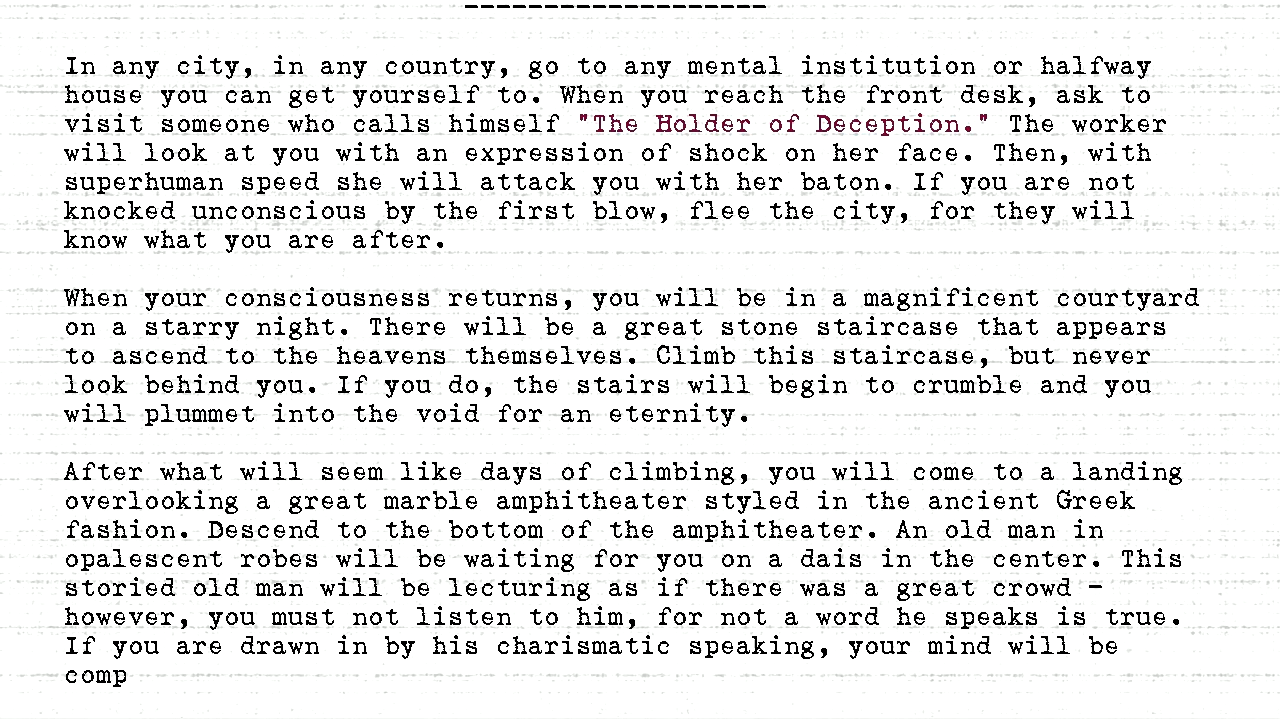 In any city, in any country, go to any mental institution or halfway
house you can get yourself to. When you reach the front desk, ask to
visit someone who calls himself "The Holder of Deception." The worker
will look at you with an expression of shock on her face. Then, with
superhuman speed she will attack you with her baton. If you are not
knocked unconscious by the first blow, flee the city, for they will
know what you are after.
When your consciousness returns, you will be in a magnificent courtyard
on a starry night. There will be a great stone staircase that appears
to ascend to the heavens themselves. Climb this staircase, but never
look behind you. If you do, the stairs will begin to crumble and you
will plummet into the void for an eternity.
After what will seem like days of climbing, you will come to a landing
overlooking a great marble amphitheater styled in the ancient Greek
fashion. Descend to the bottom of the amphitheater. An old man in
opalescent robes will be waiting for you on a dais in the center. This
storied old man will be lecturing as if there was a great crowd –
however, you must not listen to him, for not a word he speaks is true.
If you are drawn in by his charismatic speaking, your mind will be
comp